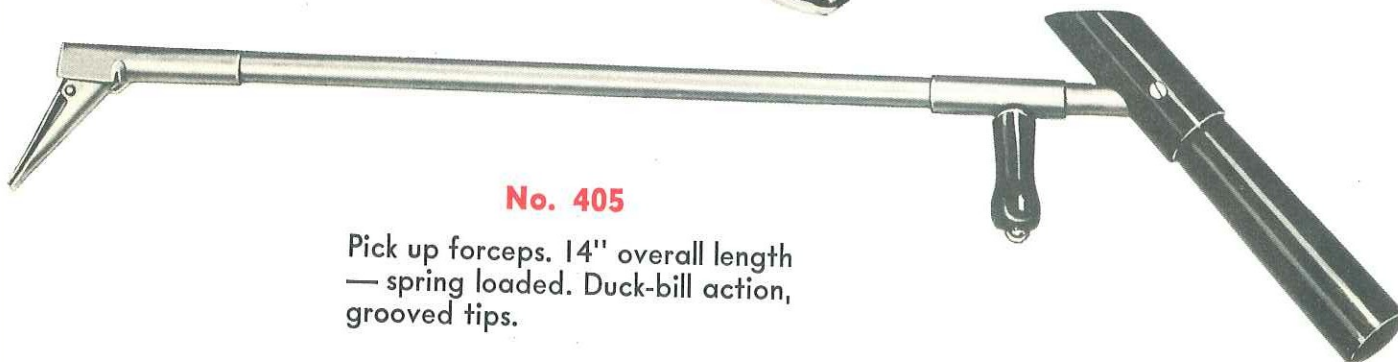 No. 405
Pick up forceps. 14" overall length
— spring loaded. Duck-bill action,
grooved tips.